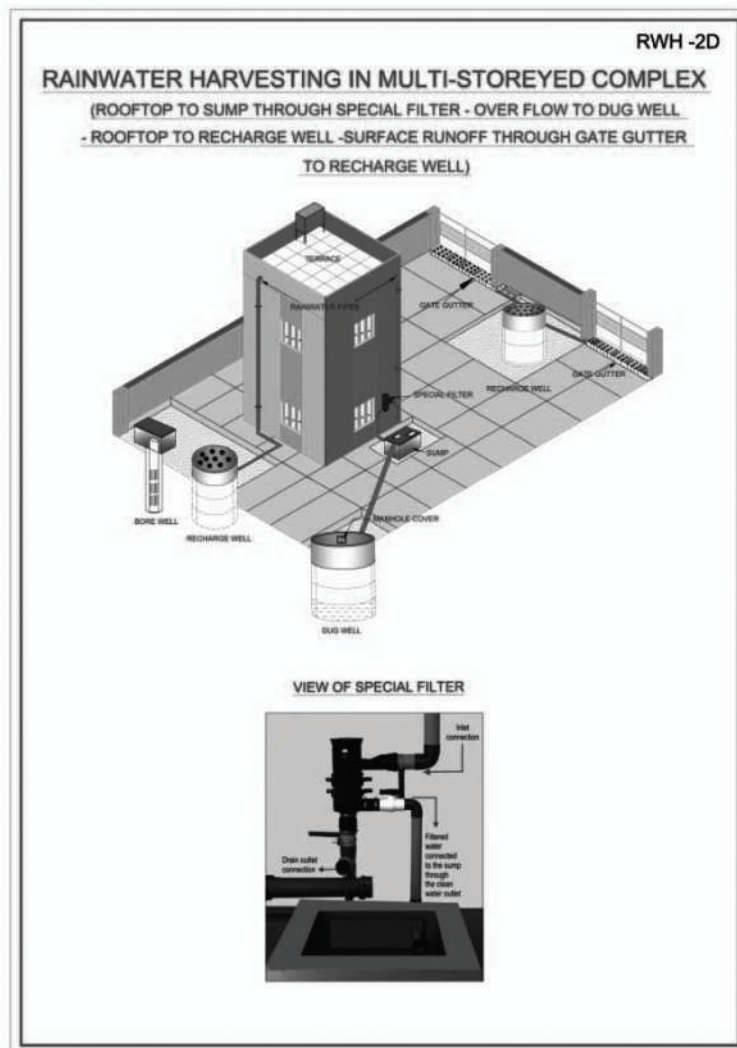 RWH -2D
RAINWATER HARVESTING IN MULTI-STOREYED COMPLEX
(ROOFTOP TO SUMP THROUGH SPECIAL FILTER - OVER FLOW TO DUG WELL
- ROOFTOP TO RECHARGE WELL -SURFACE RUNOFF THROUGH GATE GUTTER
TO RECHARGE WELL)
TERRACE
RAINWATER PIPES
GATE GUTTER
RECHARGE WELL
GATE GUTTER
SPECIAL FILTER
SUMP
BORE WELL
RECHARGE WELL
MANHOLE COVER
DUG WELL
VIEW OF SPECIAL FILTER
Inlet
connection
Drain outlet
connection
Filtered
water
connected
to the sump
through
the clean
water outlet